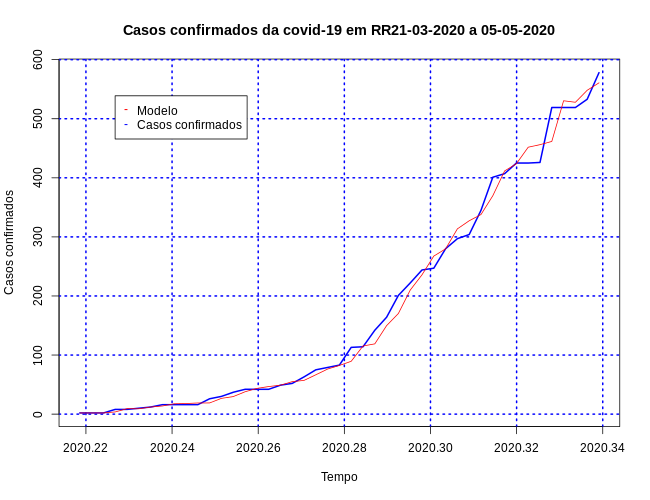 Casos confirmados da covid-19 em RR21-03-2020 a 05-05-2020
600
500
400
300
200
100
0
Casos confirmados
- Modelo
- Casos confirmados
2020.22 2020.24 2020.26 2020.28 2020.30 2020.32 2020.34
Tempo